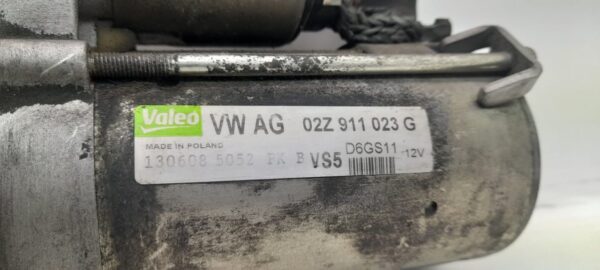 Valeo VW AG 02Z 911 023 G
MADE IN POLAND D6GS11 -12V
130608 5052 PK B VS5